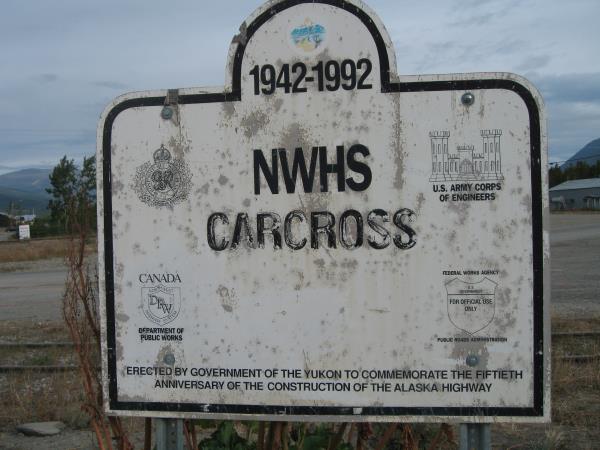 1942-1992
NWHS
CARCROSS
U.S. ARMY CORPS
OF ENGINEERS
CANADA
DPW
DEPARTMENT OF
PUBLIC WORKS
FEDERAL WORKS AGENCY
U.S.
GOVERNMENT
FOR OFFICIAL USE
ONLY
PUBLIC ROADS ADMINISTRATION
ERECTED BY GOVERNMENT OF THE YUKON TO COMMEMORATE THE FIFTIETH
ANNIVERSARY OF THE CONSTRUCTION OF THE ALASKA HIGHWAY